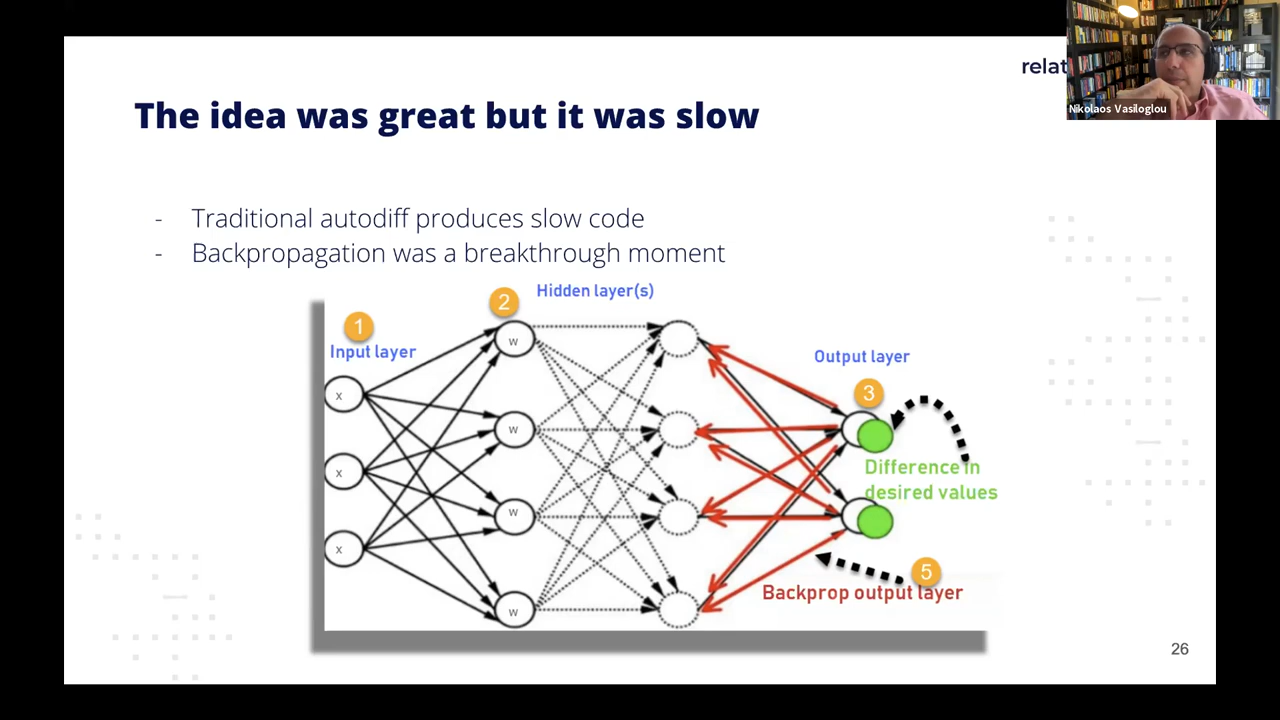 relat
Nikolaos Vasiloglou
The idea was great but it was slow
- Traditional autodiff produces slow code
- Backpropagation was a breakthrough moment
2
Hidden layer(s)
1
Input layer
Output layer
3
x
x
x
w
w
w
w
Difference in
desired values
5
Backprop output layer
26